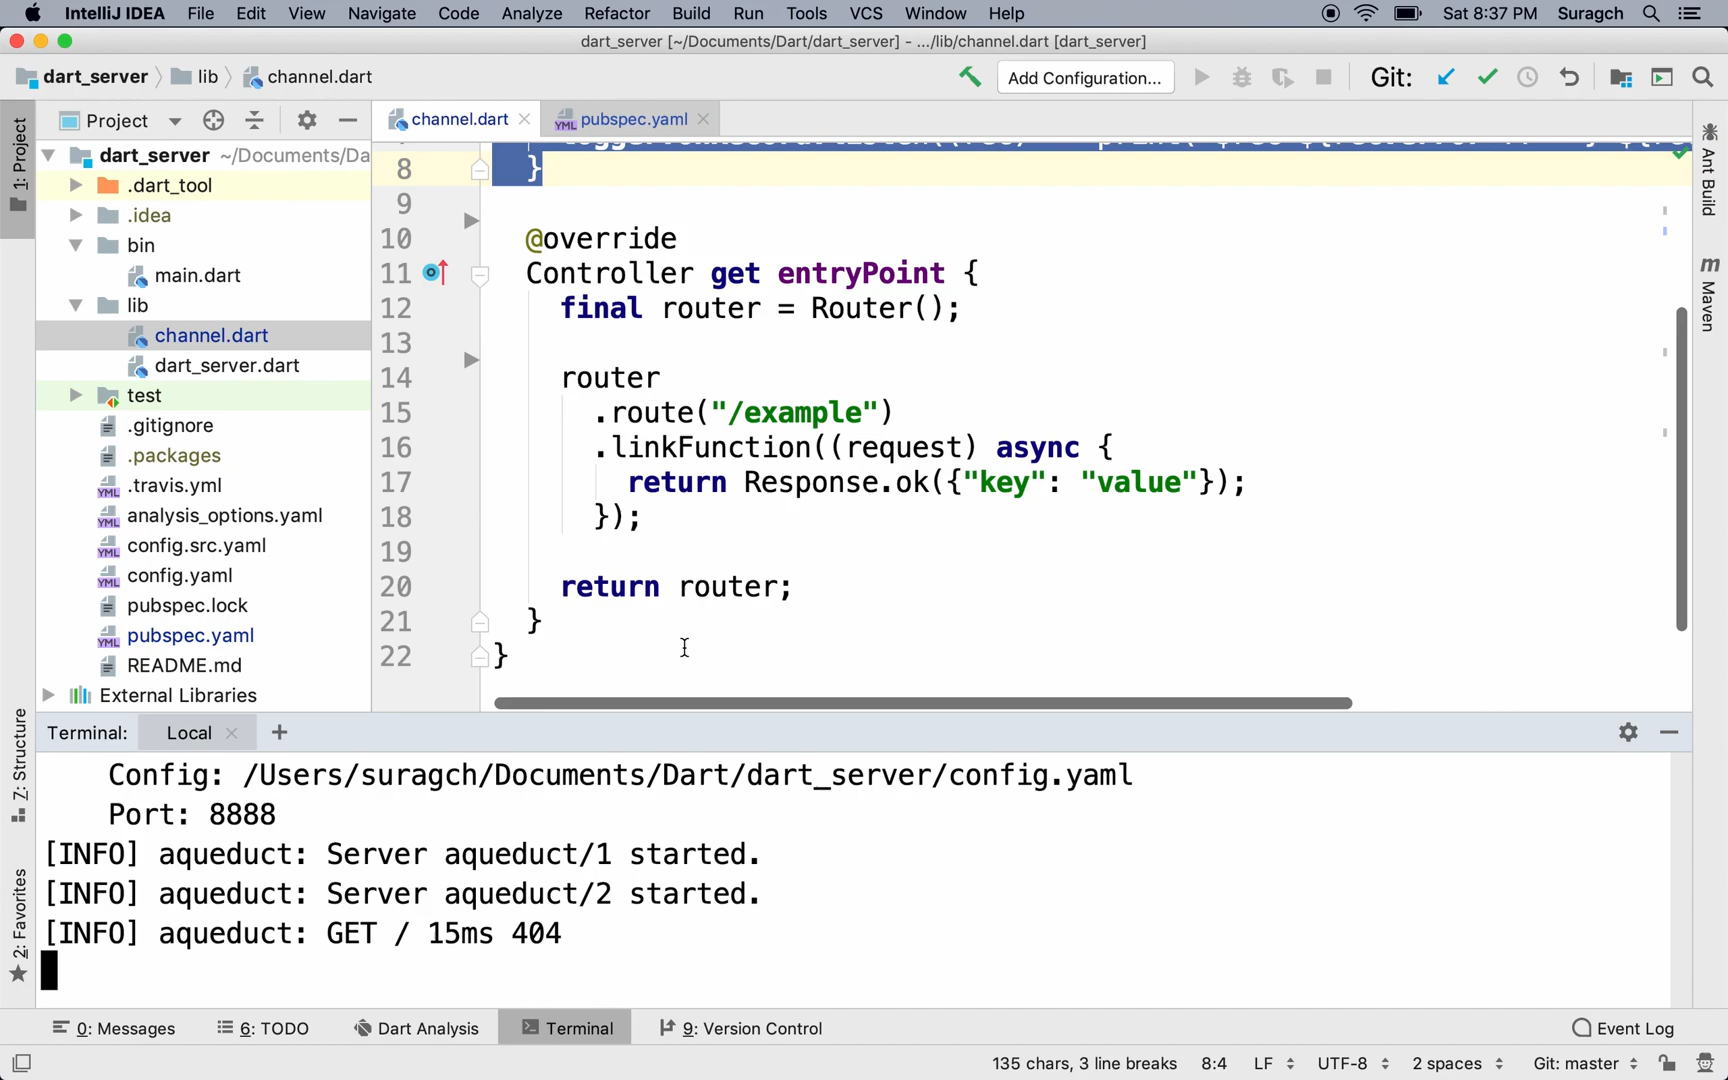 IntelliJ IDEA File Edit View Navigate Code Analyze Refactor Build Run Tools VCS Window Help Sat 8:37 PM Suragch
dart_server [~/Documents/Dart/dart_server] - .../lib/channel.dart [dart_server]
dart_server lib channel.dart Add Configuration... Git:
1: Project
Project
dart_server ~/Documents/Da
.dart_tool
.idea
bin
main.dart
lib
channel.dart
dart_server.dart
test
.gitignore
.packages
.travis.yml
analysis_options.yaml
config.src.yaml
config.yaml
pubspec.lock
pubspec.yaml
README.md
External Libraries
channel.dart pubspec.yaml
8 }
9
10 @override
11 Controller get entryPoint {
12 final router = Router();
13
14 router
15 .route("/example")
16 .linkFunction((request) async {
17 return Response.ok({"key": "value"});
18 });
19
20 return router;
21 }
22 }
Ant Build
m Maven
Z: Structure
2: Favorites
Terminal: Local
Config: /Users/suragch/Documents/Dart/dart_server/config.yaml
Port: 8888
[INFO] aqueduct: Server aqueduct/1 started.
[INFO] aqueduct: Server aqueduct/2 started.
[INFO] aqueduct: GET / 15ms 404
0: Messages 6: TODO Dart Analysis Terminal 9: Version Control Event Log
135 chars, 3 line breaks 8:4 LF UTF-8 2 spaces Git: master